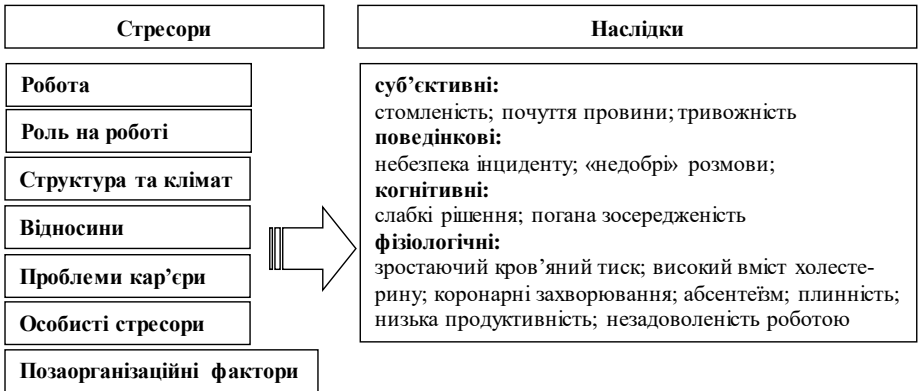 Стресори
Робота
Роль на роботі
Структура та клімат
Відносини
Проблеми кар’єри
Особисті стресори
Позаорганізаційні фактори
Наслідки
суб’єктивні:
стомленість; почуття провини; тривожність
поведінкові:
небезпека інциденту; «недобрі» розмови;
когнітивні:
слабкі рішення; погана зосередженість
фізіологічні:
зростаючий кров’яний тиск; високий вміст холесте-
рину; коронарні захворювання; абсентеїзм; плинність;
низька продуктивність; незадоволеність роботою